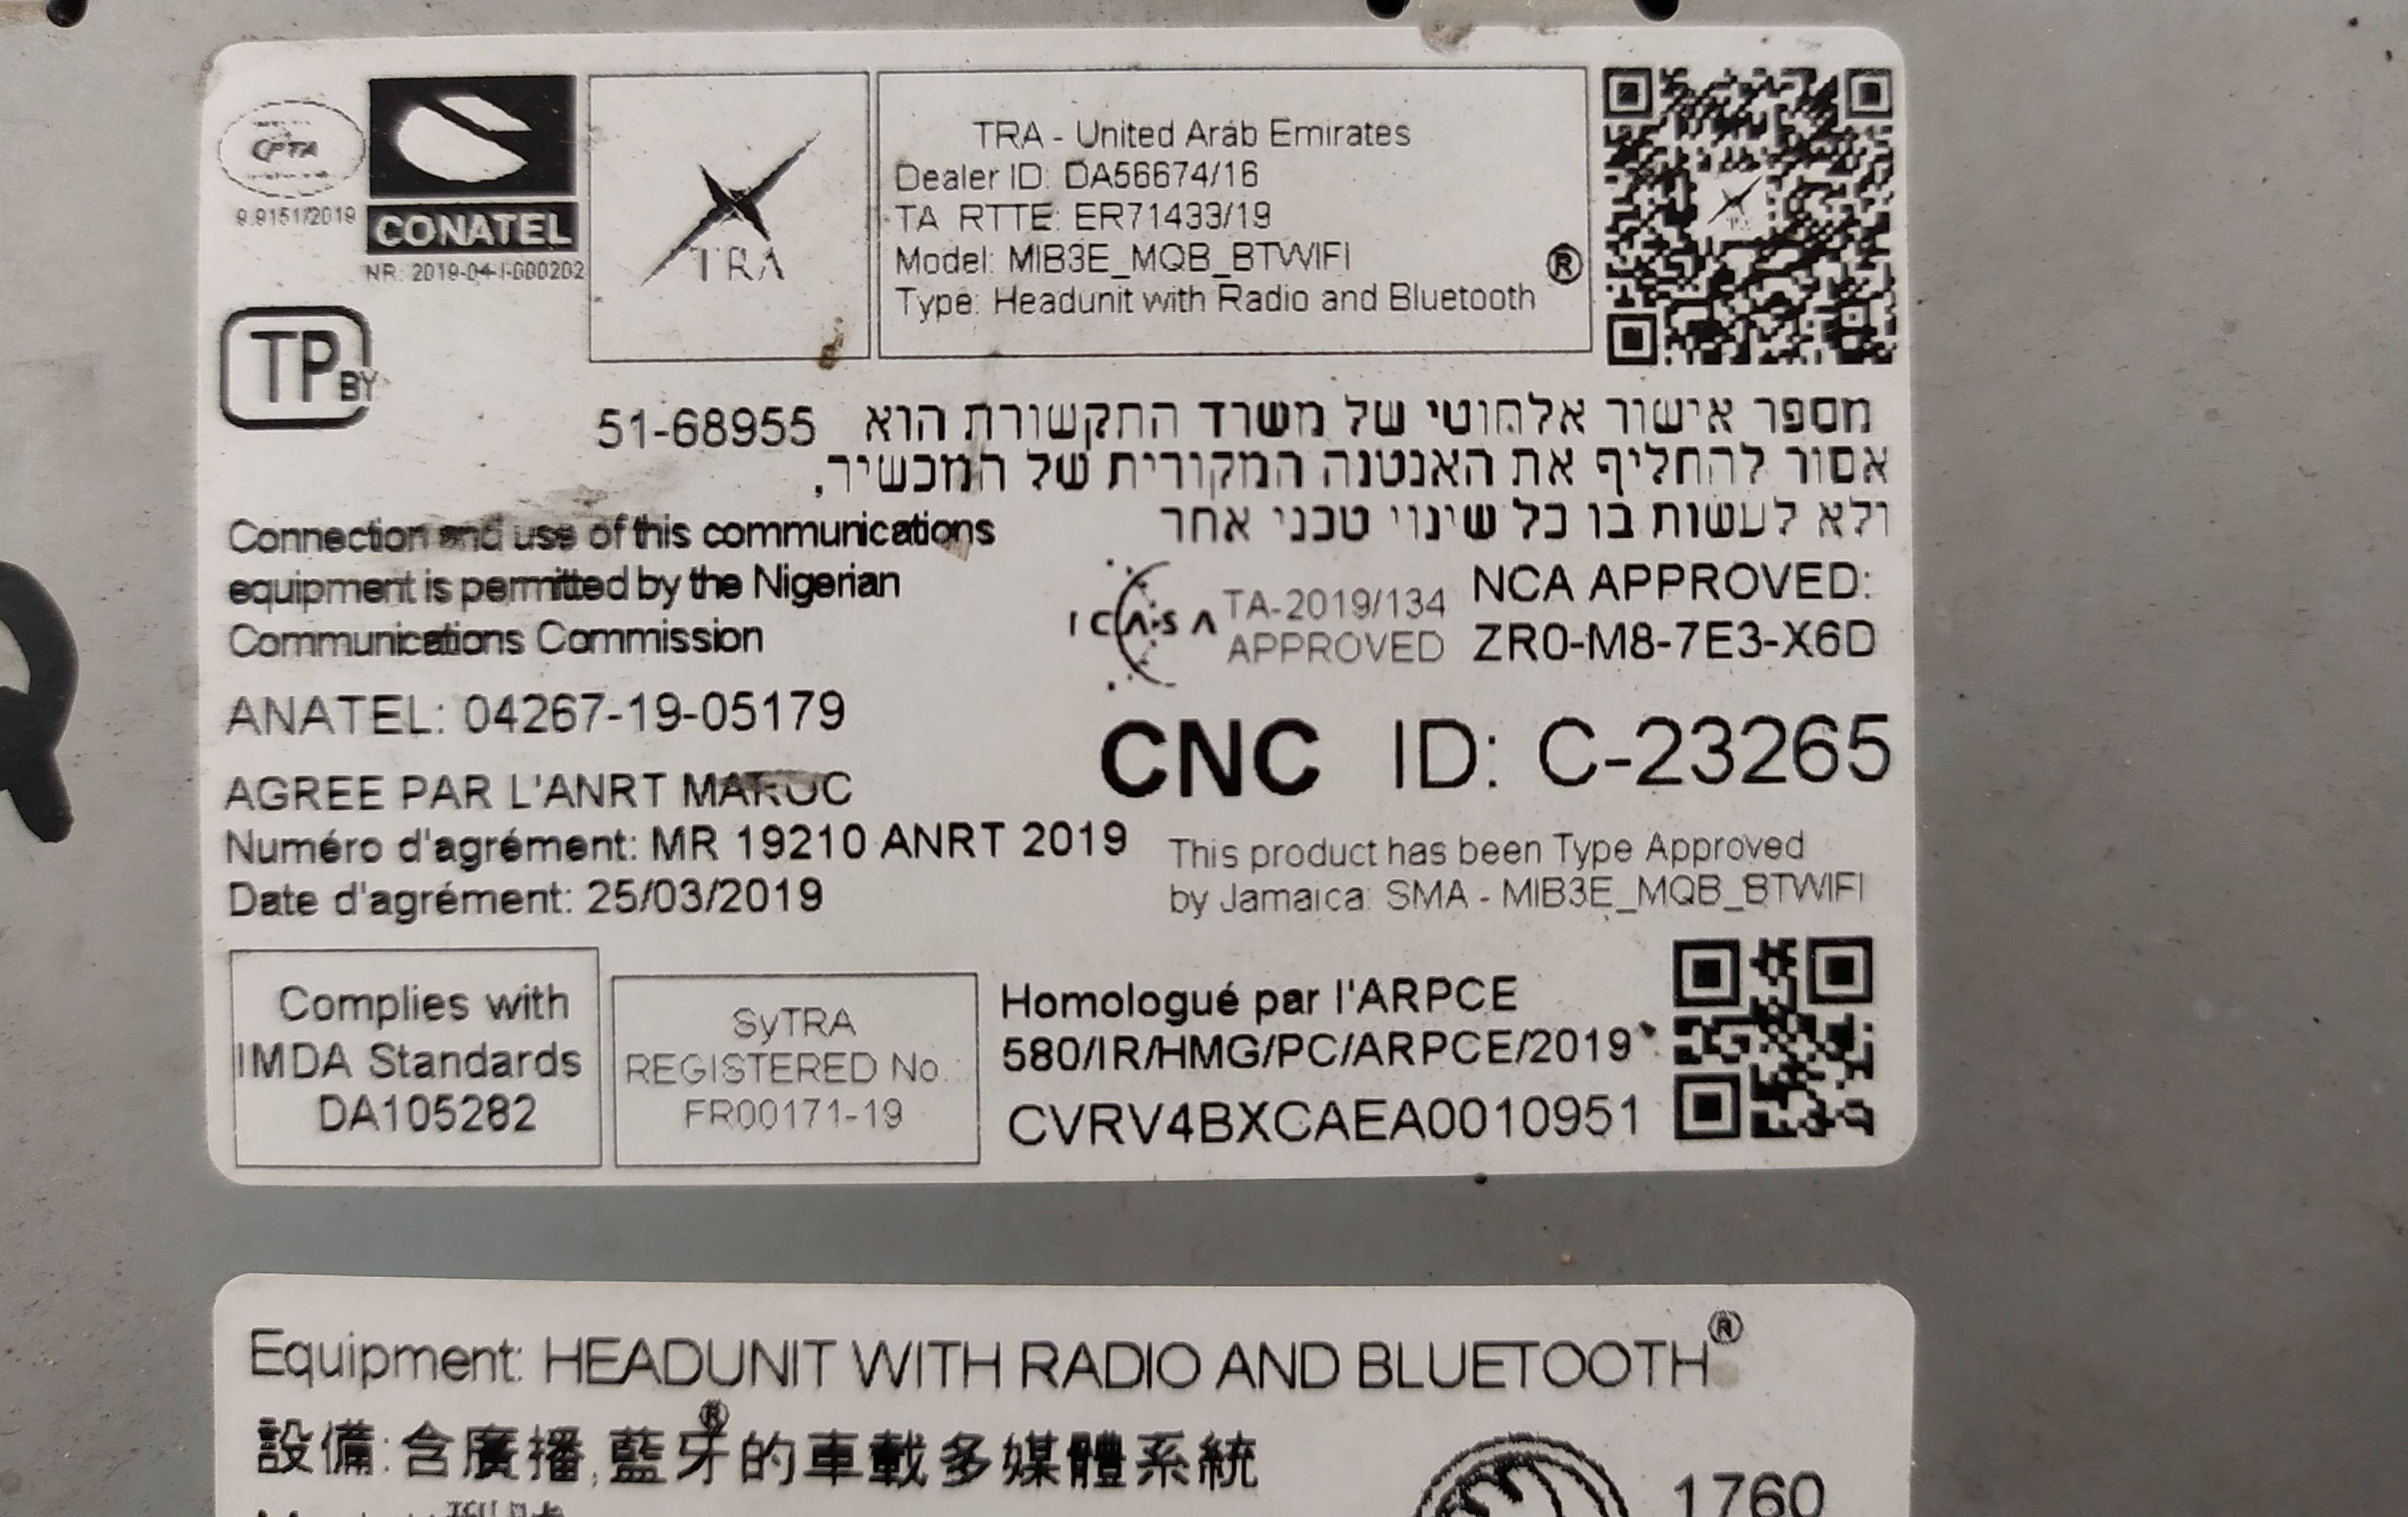 PTA
9.9151/2019
CONATEL
NR: 2019-04-I-000202
TRA
TRA - United Arab Emirates
Dealer ID: DA56674/16
TA RTTE: ER71433/19
Model: MIB3E_MQB_BTWIFI
Type: Headunit with Radio and Bluetooth ®
TP BY
מספר אישור אלחוטי של משרד התקשורת הוא 51-68955
אסור להחליף את האנטנה המקורית של המכשיר,
ולא לעשות בו כל שינוי טכני אחר
Connection and use of this communications
equipment is permitted by the Nigerian
Communications Commission
ICASA TA-2019/134
APPROVED
NCA APPROVED:
ZR0-M8-7E3-X6D
ANATEL: 04267-19-05179
CNC ID: C-23265
AGREE PAR L'ANRT MAROC
Numéro d'agrément: MR 19210 ANRT 2019
Date d'agrément: 25/03/2019
This product has been Type Approved
by Jamaica: SMA - MIB3E_MQB_BTWIFI
Complies with
IMDA Standards
DA105282
SyTRA
REGISTERED No.:
FR00171-19
Homologué par l'ARPCE
580/IR/HMG/PC/ARPCE/2019
CVRV4BXCAEA0010951
Equipment: HEADUNIT WITH RADIO AND BLUETOOTH®
設備:含廣播,藍牙®的車載多媒體系統
1760